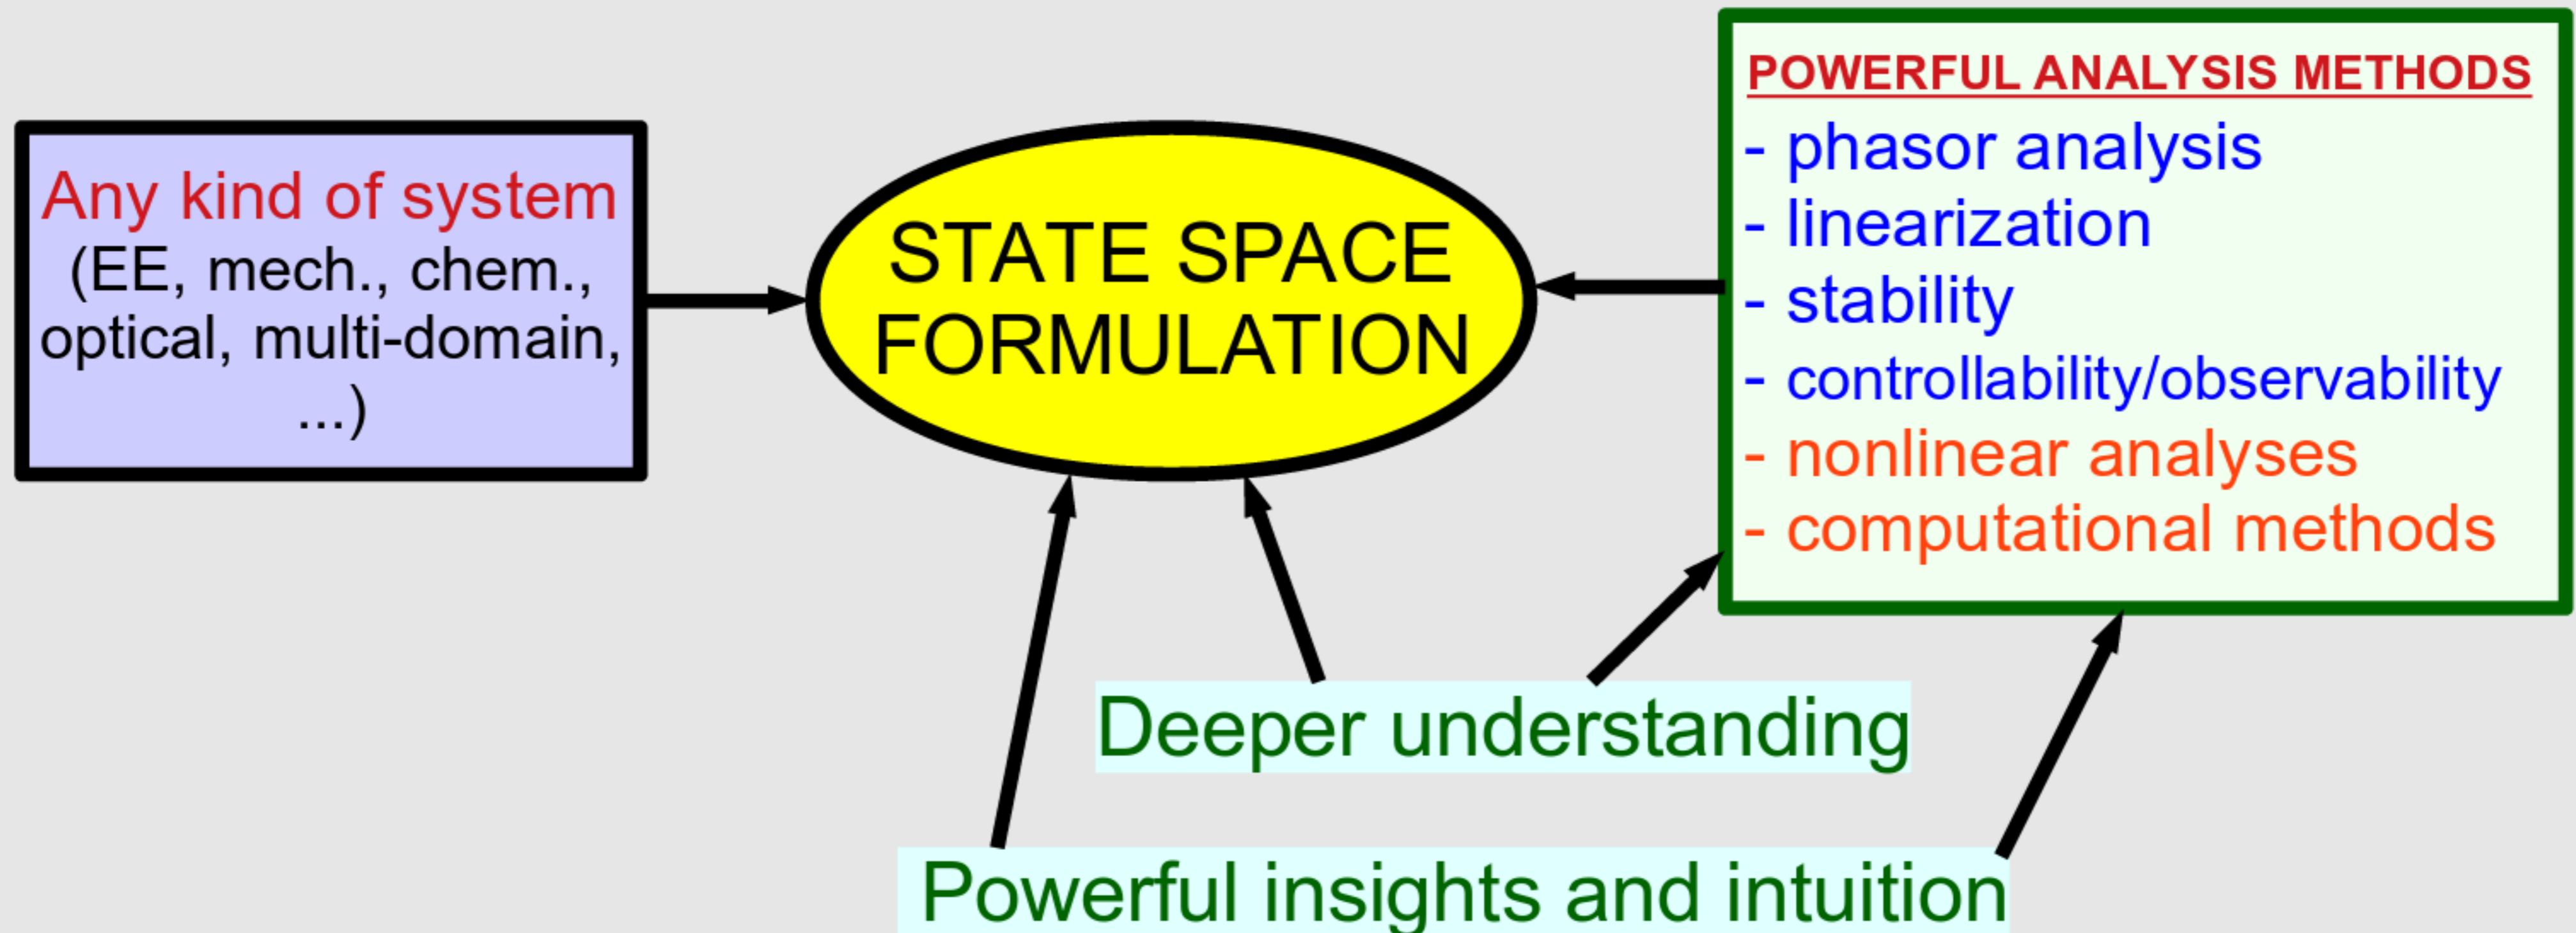 Any kind of system
(EE, mech., chem.,
optical, multi-domain,
...)
STATE SPACE
FORMULATION
POWERFUL ANALYSIS METHODS
- phasor analysis
- linearization
- stability
- controllability/observability
- nonlinear analyses
- computational methods
Deeper understanding
Powerful insights and intuition